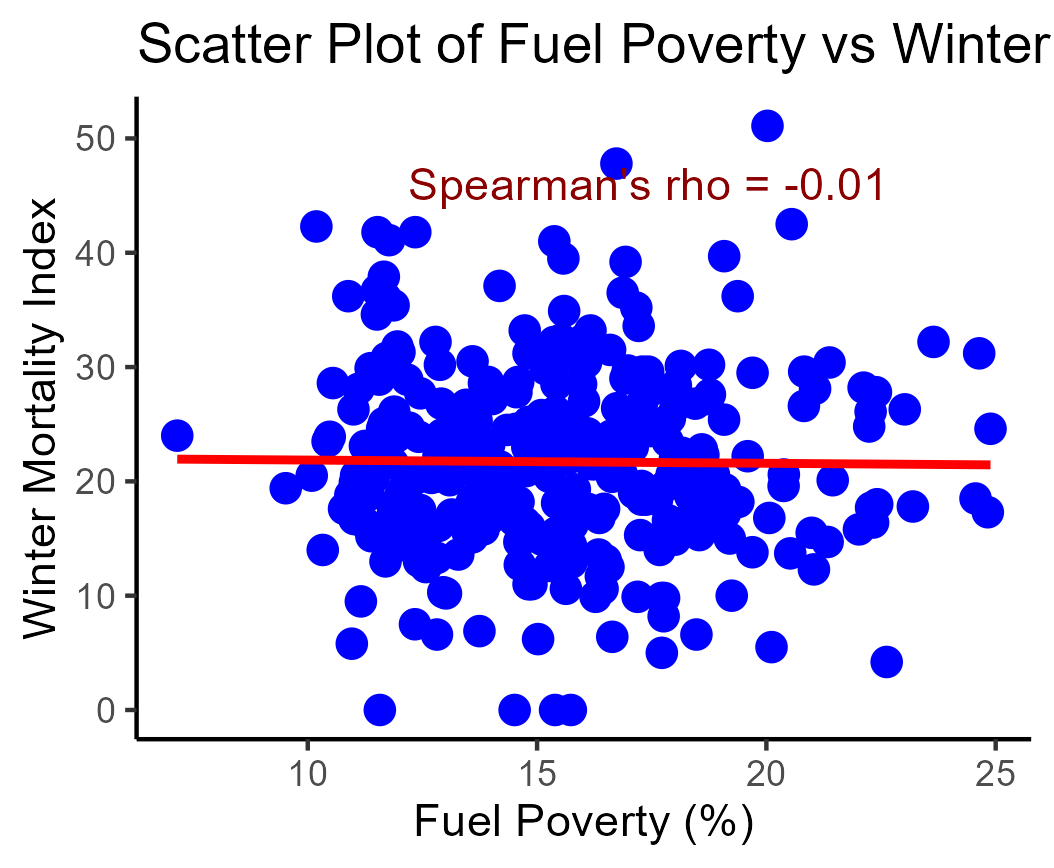 Scatter Plot of Fuel Poverty vs Winter
Spearman's rho = -0.01
Winter Mortality Index
50
40
30
20
10
0
10 15 20 25
Fuel Poverty (%)